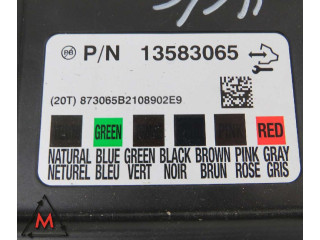 P/N 13583065
(20T) 873065B2108902E9
GREEN RED
NATURAL BLUE GREEN BLACK BROWN PINK GRAY
NETUREL BLEU VERT NOIR BRUN ROSE GRIS
M